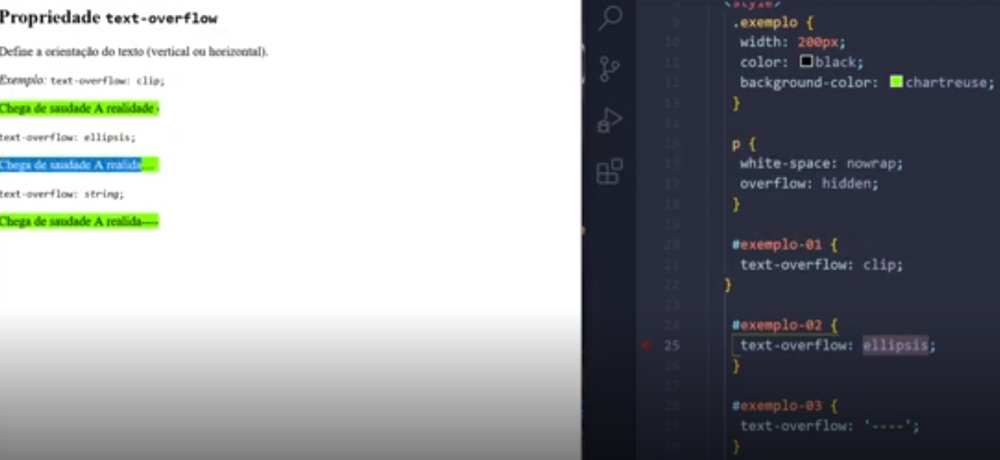 Propriedade text-overflow
Define a orientação do texto (vertical ou horizontal).
Exemplo: text-overflow: clip;
Chega de saudade A realidade
text-overflow: ellipsis;
Chega de saudade A realida...
text-overflow: string;
Chega de saudade A realida----
8 <style>
9 .exemplo {
10 width: 200px;
11 color: black;
12 background-color: chartreuse;
13 }
14
15 p {
16 white-space: nowrap;
17 overflow: hidden;
18 }
19
20 #exemplo-01 {
21 text-overflow: clip;
22 }
23
24 #exemplo-02 {
25 text-overflow: ellipsis;
26 }
27
28 #exemplo-03 {
29 text-overflow: '----';
30 }